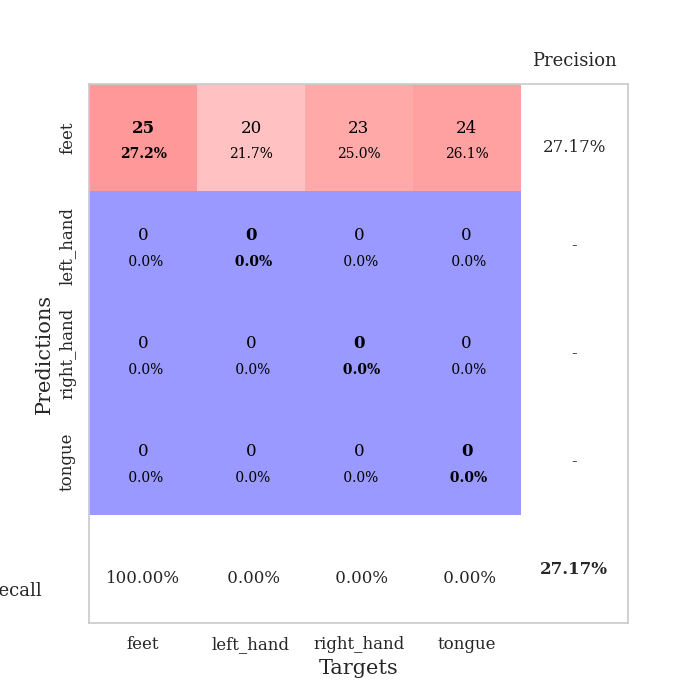 Precision
feet
25 20 23 24
27.2% 21.7% 25.0% 26.1%
27.17%
left_hand
0 0 0 0
0.0% 0.0% 0.0% 0.0%
-
Predictions
right_hand
0 0 0 0
0.0% 0.0% 0.0% 0.0%
-
tongue
0 0 0 0
0.0% 0.0% 0.0% 0.0%
-
ecall
100.00% 0.00% 0.00% 0.00%
27.17%
feet left_hand right_hand tongue
Targets